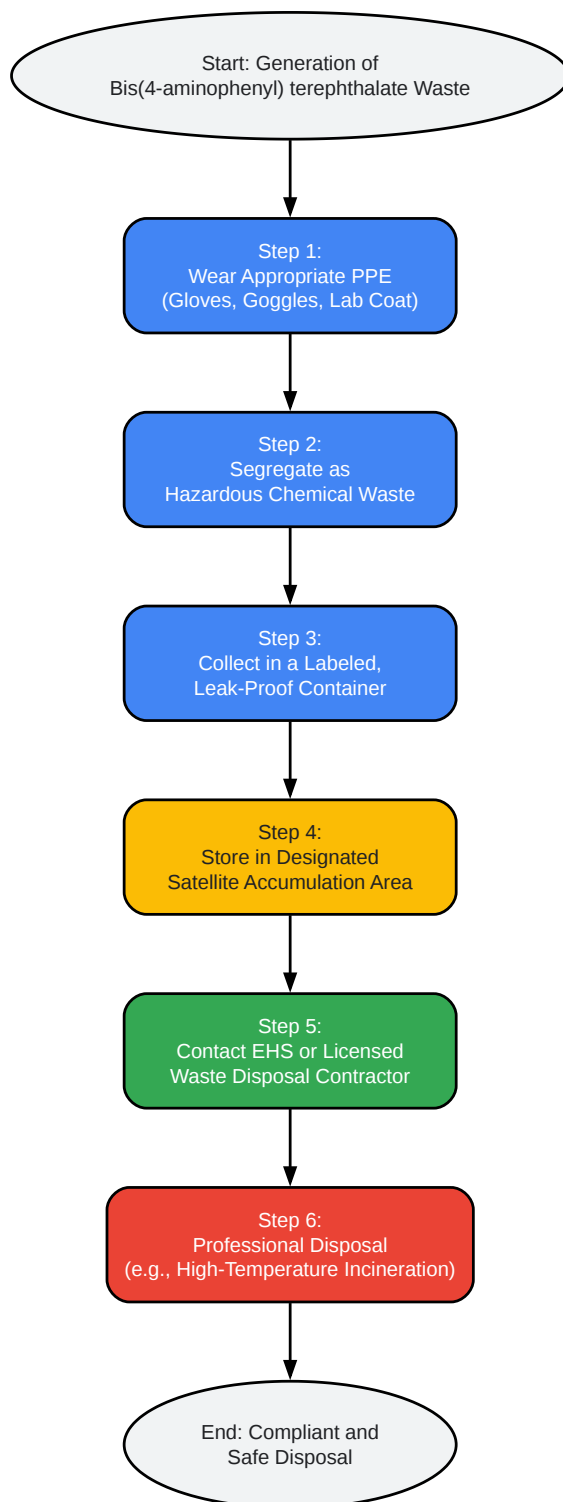 Start: Generation of
Bis(4-aminophenyl) terephthalate Waste
Step 1:
Wear Appropriate PPE
(Gloves, Goggles, Lab Coat)
Step 2:
Segregate as
Hazardous Chemical Waste
Step 3:
Collect in a Labeled,
Leak-Proof Container
Step 4:
Store in Designated
Satellite Accumulation Area
Step 5:
Contact EHS or Licensed
Waste Disposal Contractor
Step 6:
Professional Disposal
(e.g., High-Temperature Incineration)
End: Compliant and
Safe Disposal